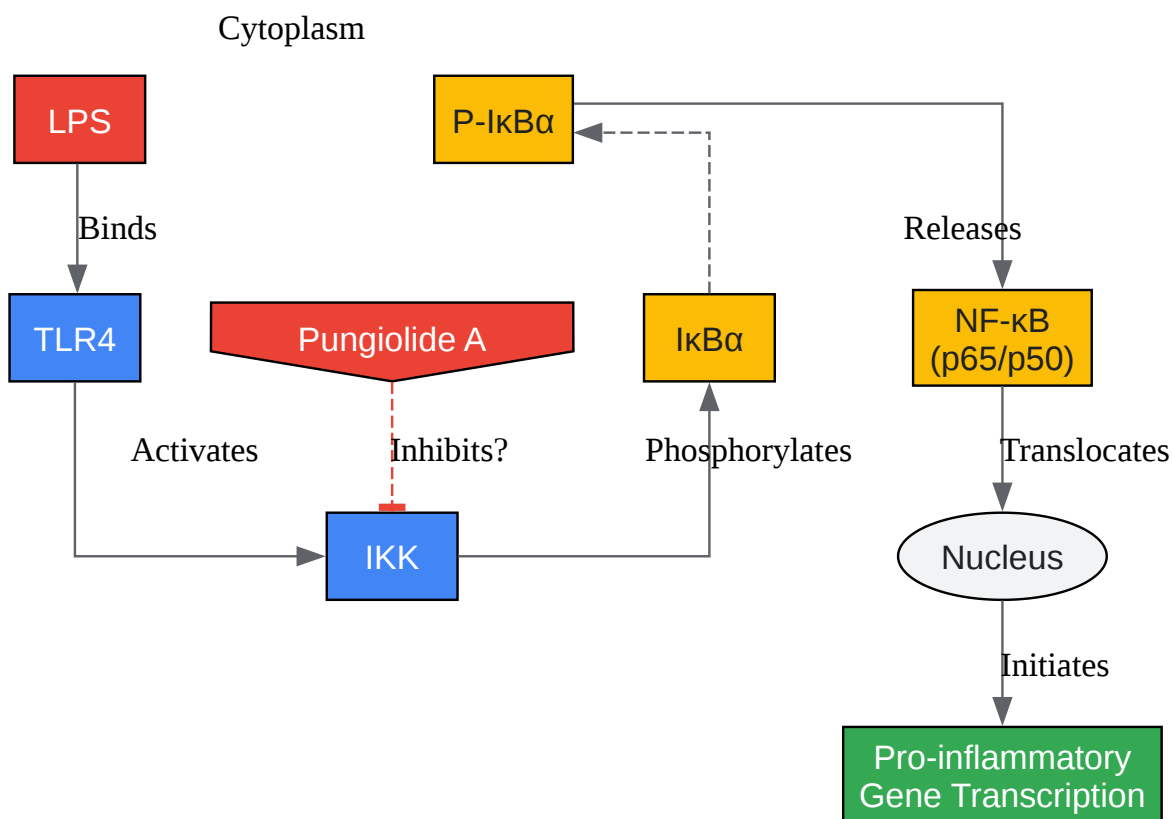 Cytoplasm
LPS
P-IκBα
Binds
Releases
TLR4
Pungiolide A
IκBα
NF-κB
(p65/p50)
Activates
Inhibits?
Phosphorylates
Translocates
IKK
Nucleus
Initiates
Pro-inflammatory
Gene Transcription